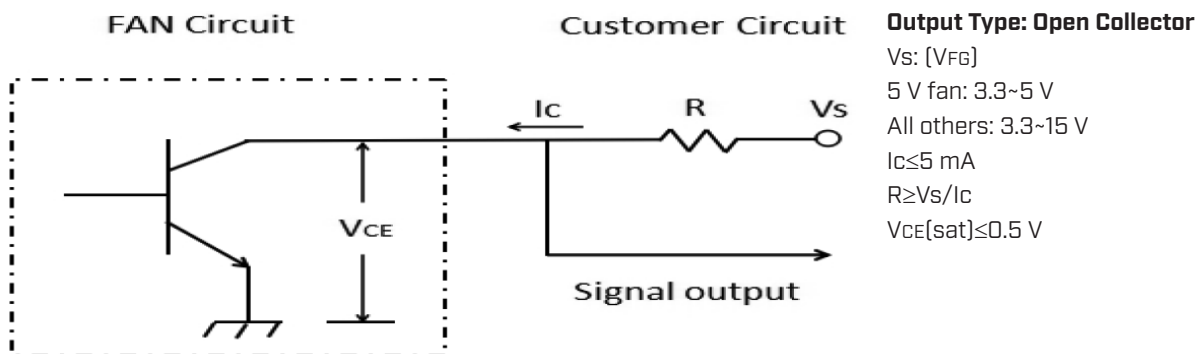 FAN Circuit
Customer Circuit
Ic
R
Vs
VCE
Signal output
Output Type: Open Collector
Vs: (VFG)
5 V fan: 3.3~5 V
All others: 3.3~15 V
Ic≤5 mA
R≥Vs/Ic
VCE(sat)≤0.5 V